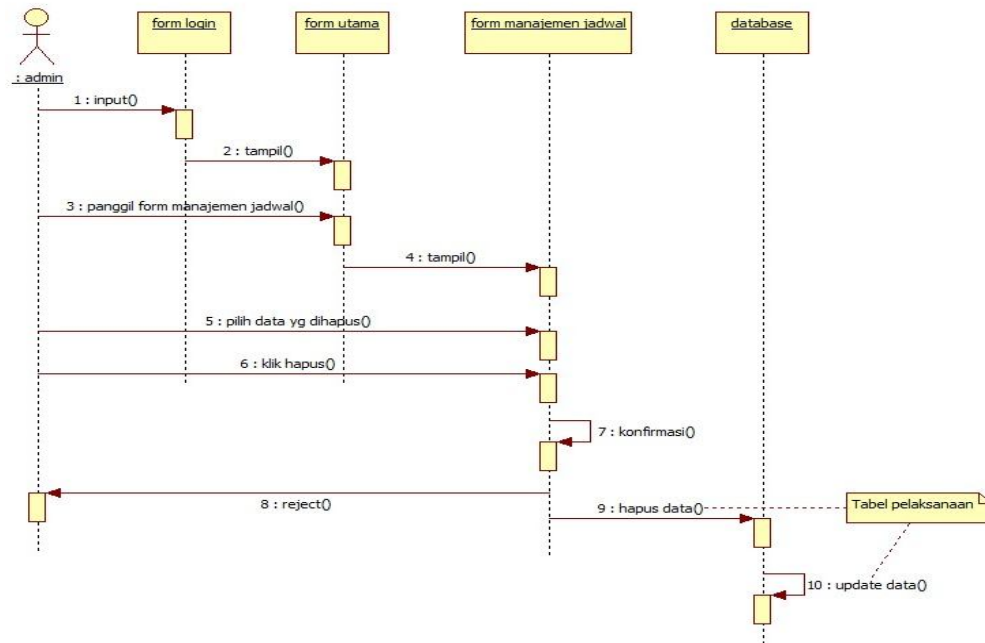 form login
form utama
form manajemen jadwal
database
: admin
1 : input()
2 : tampil()
3 : panggil form manajemen jadwal()
4 : tampil()
5 : pilih data yg dihapus()
6 : klik hapus()
7 : konfirmasi()
8 : reject()
9 : hapus data()
Tabel pelaksanaan
10 : update data()